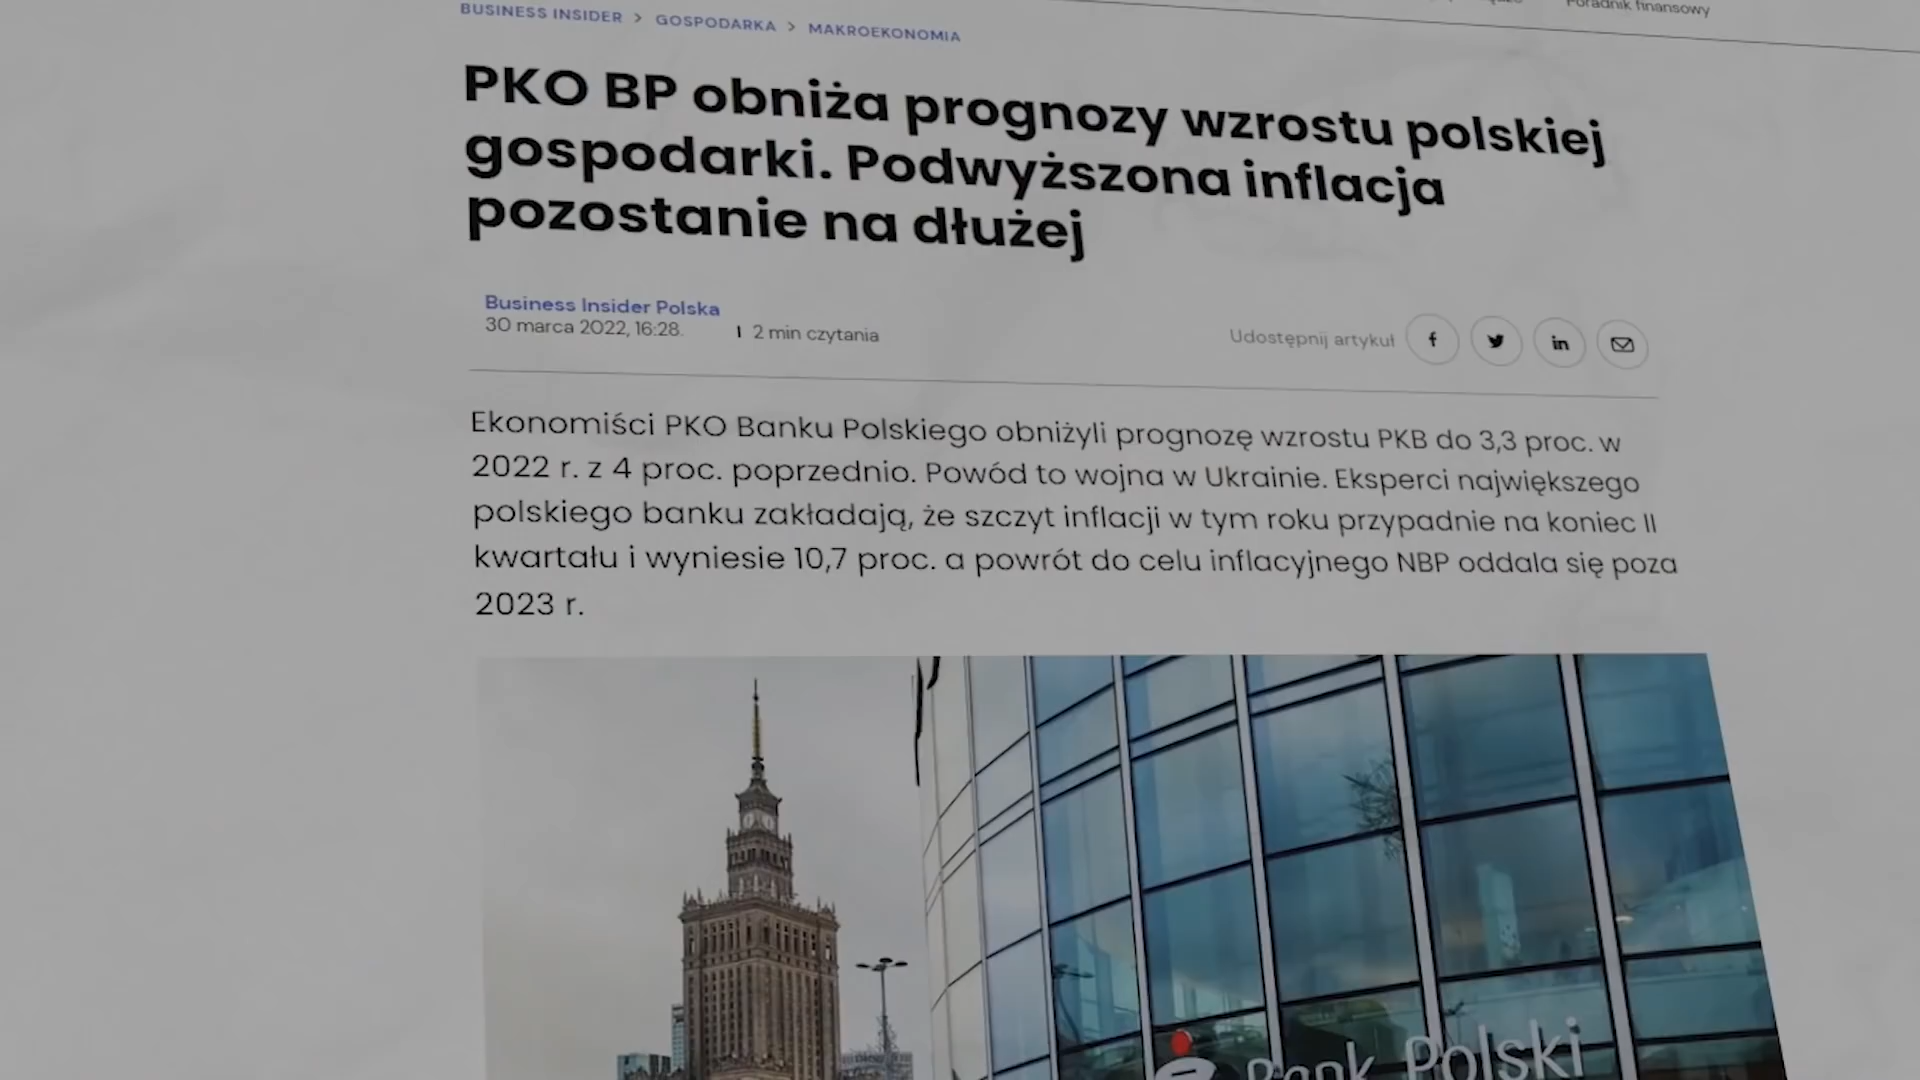 Poradnik finansowy
BUSINESS INSIDER > GOSPODARKA > MAKROEKONOMIA
PKO BP obniża prognozy wzrostu polskiej
gospodarki. Podwyższona inflacja
pozostanie na dłużej
Business Insider Polska
30 marca 2022, 16:28.
2 min czytania
Udostępnij artykuł
Ekonomiści PKO Banku Polskiego obniżyli prognozę wzrostu PKB do 3,3 proc. w
2022 r. z 4 proc. poprzednio. Powód to wojna w Ukrainie. Eksperci największego
polskiego banku zakładają, że szczyt inflacji w tym roku przypadnie na koniec II
kwartału i wyniesie 10,7 proc. a powrót do celu inflacyjnego NBP oddala się poza
2023 r.
Bank Polski